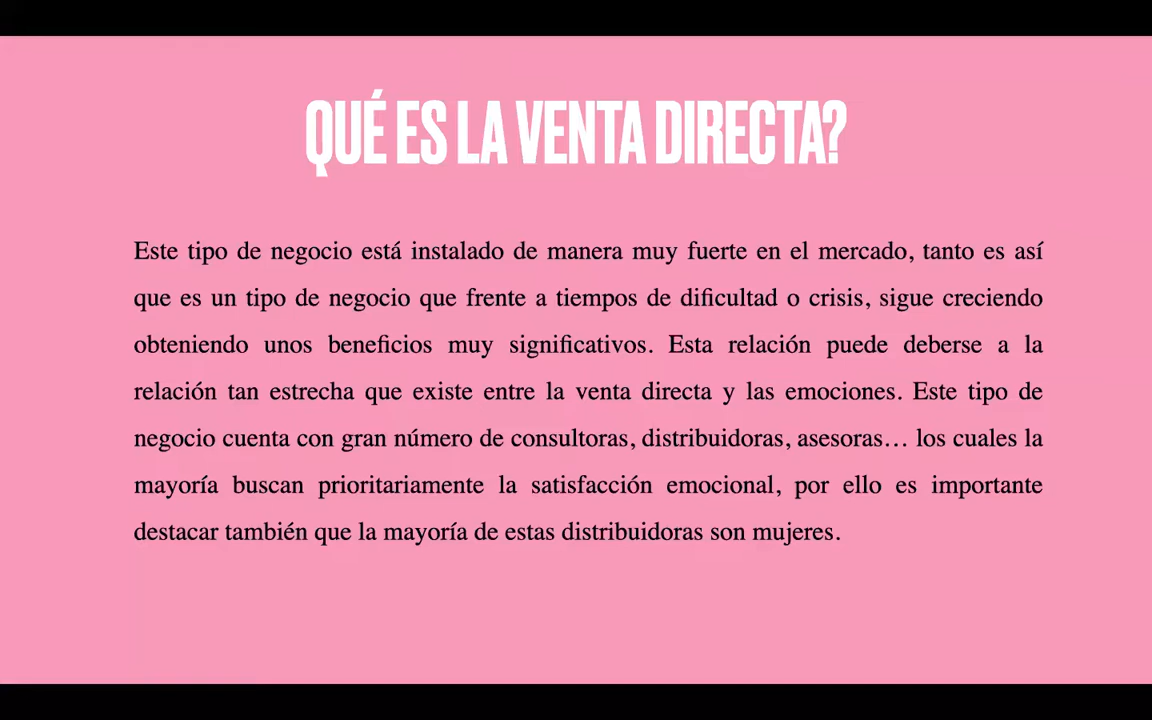 QUÉ ES LA VENTA DIRECTA?
Este tipo de negocio está instalado de manera muy fuerte en el mercado, tanto es así
que es un tipo de negocio que frente a tiempos de dificultad o crisis, sigue creciendo
obteniendo unos beneficios muy significativos. Esta relación puede deberse a la
relación tan estrecha que existe entre la venta directa y las emociones. Este tipo de
negocio cuenta con gran número de consultoras, distribuidoras, asesoras… los cuales la
mayoría buscan prioritariamente la satisfacción emocional, por ello es importante
destacar también que la mayoría de estas distribuidoras son mujeres.